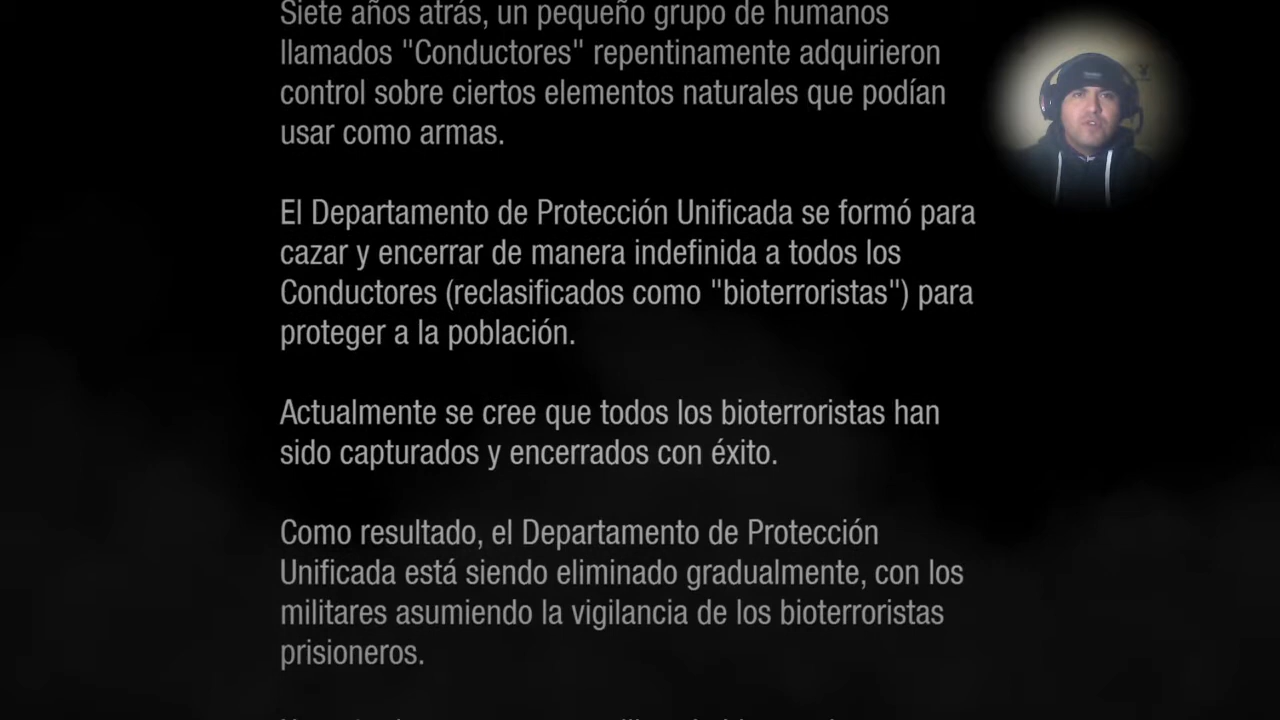 Siete años atrás, un pequeño grupo de humanos
llamados "Conductores" repentinamente adquirieron
control sobre ciertos elementos naturales que podían
usar como armas.
El Departamento de Protección Unificada se formó para
cazar y encerrar de manera indefinida a todos los
Conductores (reclasificados como "bioterroristas") para
proteger a la población.
Actualmente se cree que todos los bioterroristas han
sido capturados y encerrados con éxito.
Como resultado, el Departamento de Protección
Unificada está siendo eliminado gradualmente, con los
militares asumiendo la vigilancia de los bioterroristas
prisioneros.